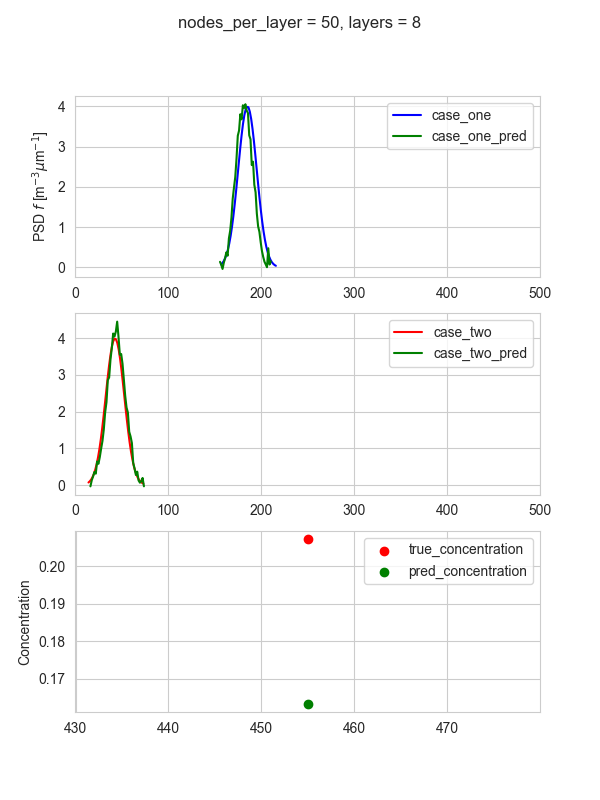 nodes_per_layer = 50, layers = 8
4
3
2
1
0
PSD f [m⁻³μm⁻¹]
case_one
case_one_pred
0 100 200 300 400 500
4
3
2
1
0
case_two
case_two_pred
0 100 200 300 400 500
0.20
0.19
0.18
0.17
Concentration
true_concentration
pred_concentration
430 440 450 460 470